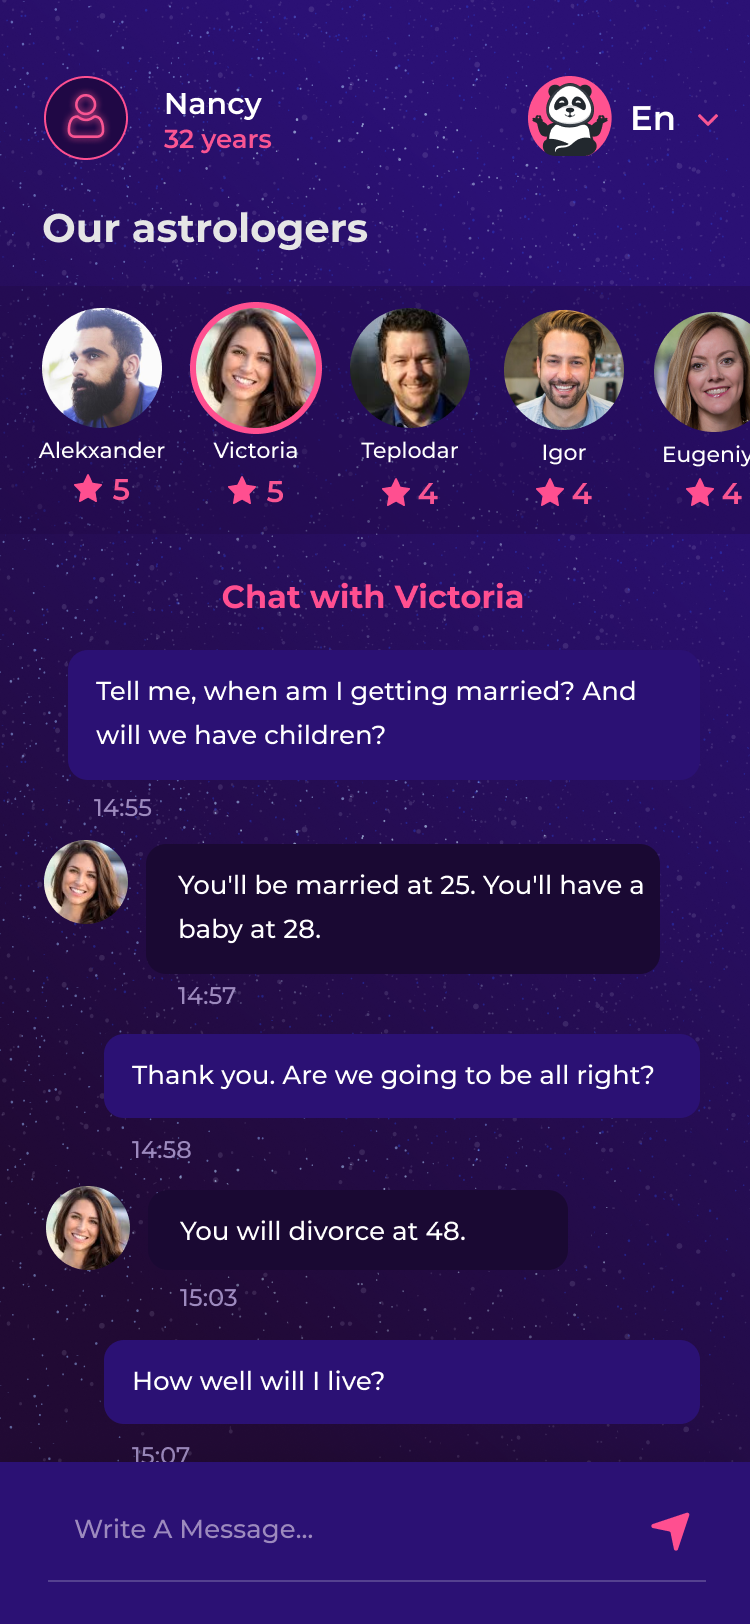 Nancy
32 years
En
Our astrologers
Alekxander
Victoria
Teplodar
Igor
Eugeniy
5
5
4
4
4
Chat with Victoria
Tell me, when am I getting married? And
will we have children?
14:55
You'll be married at 25. You'll have a
baby at 28.
14:57
Thank you. Are we going to be all right?
14:58
You will divorce at 48.
15:03
How well will I live?
15:07
Write A Message...